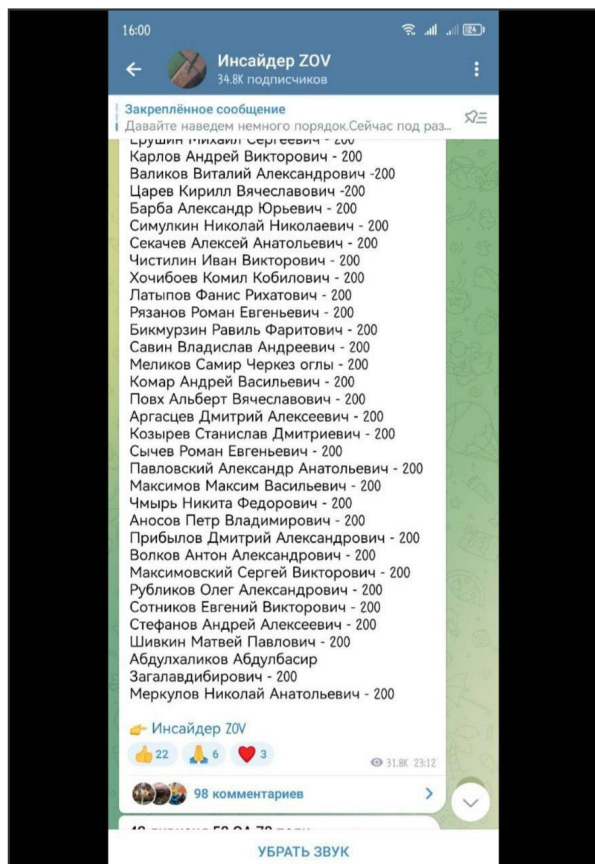 16:00
Инсайдер ZOV
34.8K подписчиков
Закреплённое сообщение
Давайте наведем немного порядок.Сейчас под раз...
Ерушин Михаил Сергеевич - 200
Карлов Андрей Викторович - 200
Валиков Виталий Александрович -200
Царев Кирилл Вячеславович -200
Барба Александр Юрьевич - 200
Симулкин Николай Николаевич - 200
Секачев Алексей Анатольевич - 200
Чистилин Иван Викторович - 200
Хочибоев Комил Кобилович - 200
Латыпов Фанис Рихатович - 200
Рязанов Роман Евгеньевич - 200
Бикмурзин Равиль Фаритович - 200
Савин Владислав Андреевич - 200
Меликов Самир Черкез оглы - 200
Комар Андрей Васильевич - 200
Повх Альберт Вячеславович - 200
Аргасцев Дмитрий Алексеевич - 200
Козырев Станислав Дмитриевич - 200
Сычев Роман Евгеньевич - 200
Павловский Александр Анатольевич - 200
Максимов Максим Васильевич - 200
Чмырь Никита Федорович - 200
Аносов Петр Владимирович - 200
Прибылов Дмитрий Александрович - 200
Волков Антон Александрович - 200
Максимовский Сергей Викторович - 200
Рубликов Олег Александрович - 200
Сотников Евгений Викторович - 200
Стефанов Андрей Алексеевич - 200
Шивкин Матвей Павлович - 200
Абдулхаликов Абдулбасир
Загалавдибирович - 200
Меркулов Николай Анатольевич - 200
Инсайдер ZOV
22 6 3
31.8K 23:12
98 комментариев
УБРАТЬ ЗВУК